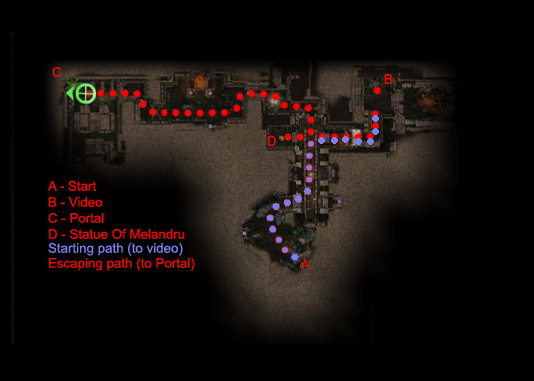 C
B
D
A - Start
B - Video
C - Portal
D - Statue Of Melandru
Starting path (to video)
Escaping path (to Portal)
A